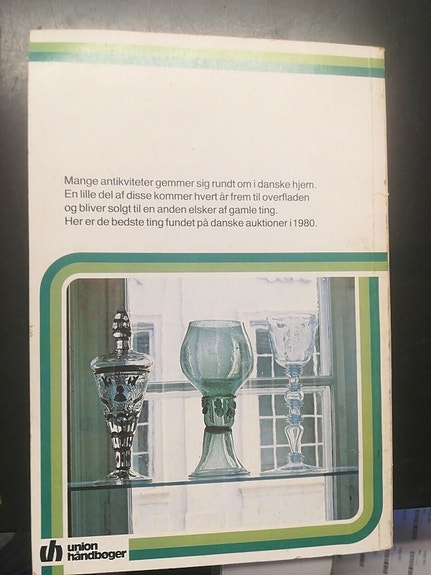 Mange antikviteter gemmer sig rundt om i danske hjem.
En lille del af disse kommer hvert år frem til overfladen
og bliver solgt til en anden elsker af gamle ting.
Her er de bedste ting fundet på danske auktioner i 1980.
union
håndbøger